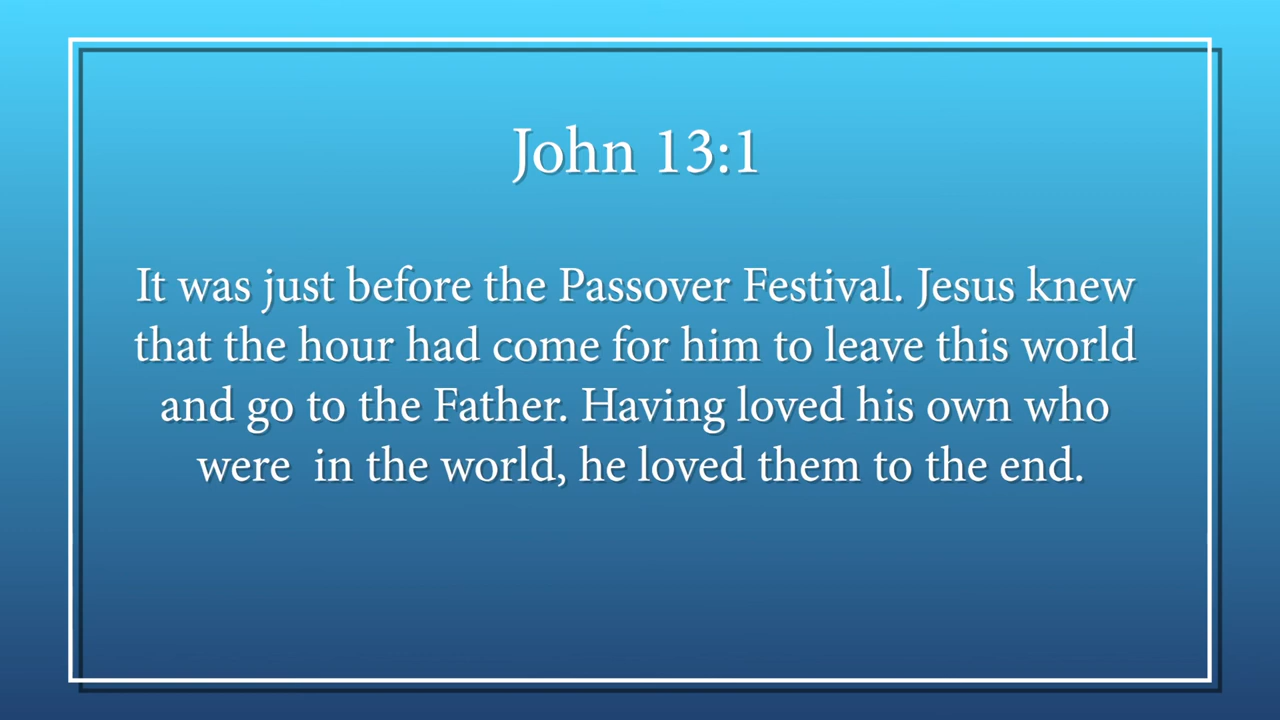 John 13:1
It was just before the Passover Festival. Jesus knew
that the hour had come for him to leave this world
and go to the Father. Having loved his own who
were  in the world, he loved them to the end.